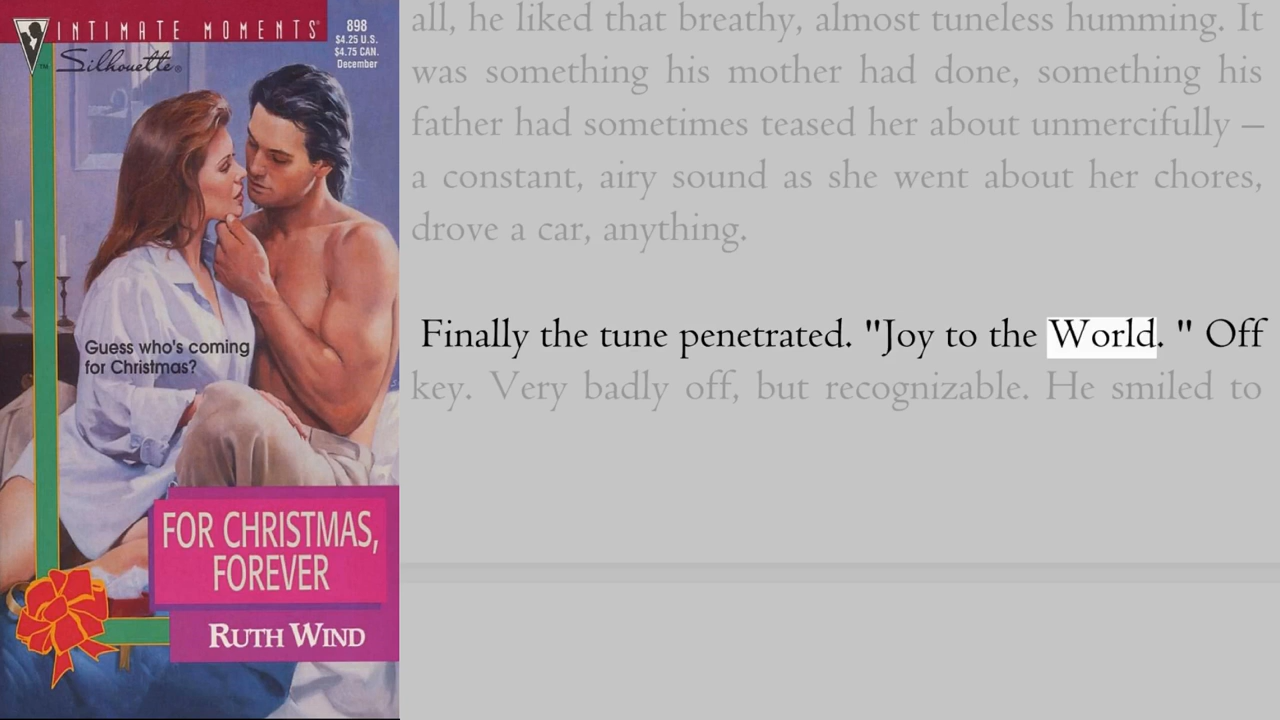 INTIMATE MOMENTS®
Silhouette®
TM
898
$4.25 U.S.
$4.75 CAN.
December
Guess who's coming
for Christmas?
FOR CHRISTMAS,
FOREVER
RUTH WIND
all, he liked that breathy, almost tuneless humming. It
was something his mother had done, something his
father had sometimes teased her about unmercifully –
a constant, airy sound as she went about her chores,
drove a car, anything.
Finally the tune penetrated. "Joy to the World. " Off
key. Very badly off, but recognizable. He smiled to